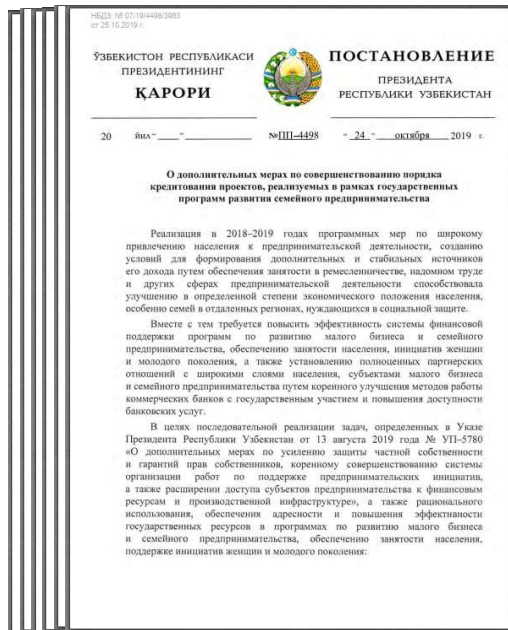 НБДЗ: № 07/19/4498/3963
от 25.10.2019 г.
ЎЗБЕКИСТОН РЕСПУБЛИКАСИ
ПРЕЗИДЕНТИНИНГ
ҚАРОРИ
ПОСТАНОВЛЕНИЕ
ПРЕЗИДЕНТА
РЕСПУБЛИКИ УЗБЕКИСТАН
20 йил "___" ________ №ПП–4498 "24" октября 2019 г.
О дополнительных мерах по совершенствованию порядка
кредитования проектов, реализуемых в рамках государственных
программ развития семейного предпринимательства
Реализация в 2018–2019 годах программных мер по широкому
привлечению населения к предпринимательской деятельности, созданию
условий для формирования дополнительных и стабильных источников
его дохода путем обеспечения занятости в ремесленничестве, надомном труде
и других сферах предпринимательской деятельности способствовала
улучшению в определенной степени экономического положения населения,
особенно семей в отдаленных регионах, нуждающихся в социальной защите.
Вместе с тем требуется повысить эффективность системы финансовой
поддержки программ по развитию малого бизнеса и семейного
предпринимательства, обеспечению занятости населения, инициатив женщин
и молодого поколения, а также установлению полноценных партнерских
отношений с широкими слоями населения, субъектами малого бизнеса
и семейного предпринимательства путем коренного улучшения методов работы
коммерческих банков с государственным участием и повышения доступности
банковских услуг.
В целях последовательной реализации задач, определенных в Указе
Президента Республики Узбекистан от 13 августа 2019 года № УП–5780
«О дополнительных мерах по усилению защиты частной собственности
и гарантий прав собственников, коренному совершенствованию системы
организации работ по поддержке предпринимательских инициатив,
а также расширении доступа субъектов предпринимательства к финансовым
ресурсам и производственной инфраструктуре», а также рационального
использования, обеспечения адресности и повышения эффективности
государственных ресурсов в программах по развитию малого бизнеса
и семейного предпринимательства, обеспечению занятости населения,
поддержке инициатив женщин и молодого поколения: